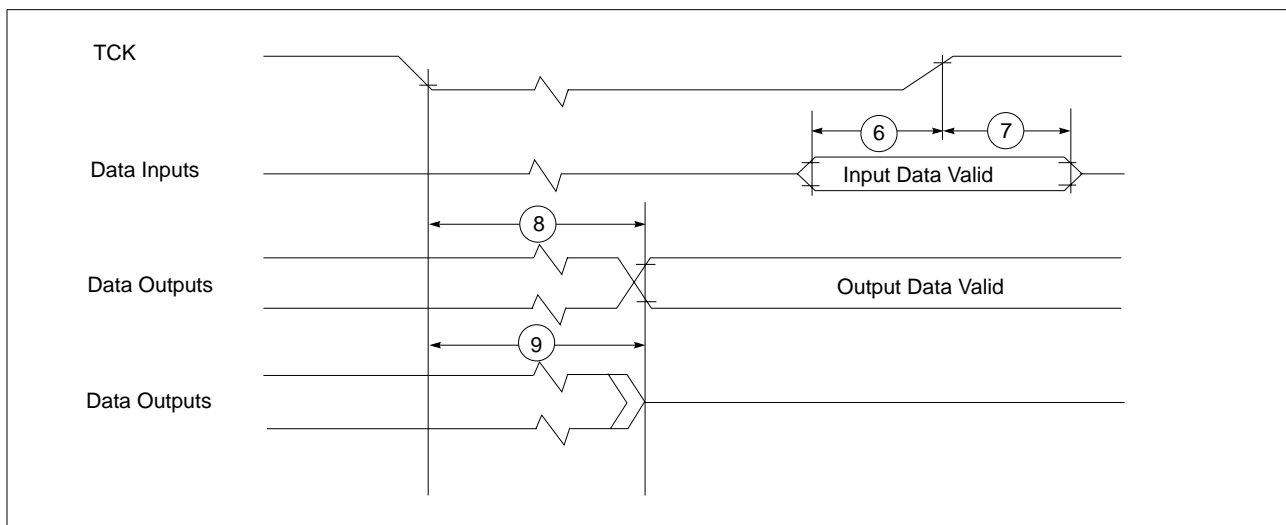 TCK
6
7
Data Inputs
Input Data Valid
8
Data Outputs
Output Data Valid
9
Data Outputs